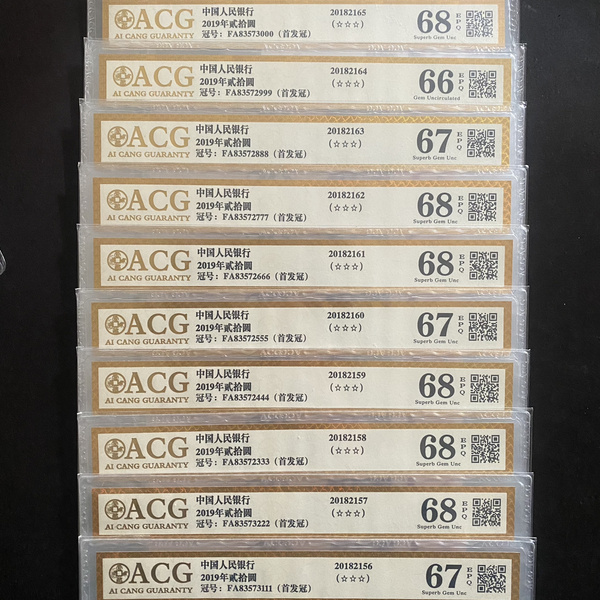 ACG
AI CANG GUARANTY
中国人民银行
2019年贰拾圆
冠号: FA83573000 (首发冠)
20182165
(☆☆☆)
68
EPQ
Superb Gem Unc
ACG
AI CANG GUARANTY
中国人民银行
2019年贰拾圆
冠号: FA83572999 (首发冠)
20182164
(☆☆☆)
66
EPQ
Gem Uncirculated
ACG
AI CANG GUARANTY
中国人民银行
2019年贰拾圆
冠号: FA83572888 (首发冠)
20182163
(☆☆☆)
67
EPQ
Superb Gem Unc
ACG
AI CANG GUARANTY
中国人民银行
2019年贰拾圆
冠号: FA83572777 (首发冠)
20182162
(☆☆☆)
68
EPQ
Superb Gem Unc
ACG
AI CANG GUARANTY
中国人民银行
2019年贰拾圆
冠号: FA83572666 (首发冠)
20182161
(☆☆☆)
68
EPQ
Superb Gem Unc
ACG
AI CANG GUARANTY
中国人民银行
2019年贰拾圆
冠号: FA83572555 (首发冠)
20182160
(☆☆☆)
67
EPQ
Superb Gem Unc
ACG
AI CANG GUARANTY
中国人民银行
2019年贰拾圆
冠号: FA83572444 (首发冠)
20182159
(☆☆☆)
68
EPQ
Superb Gem Unc
ACG
AI CANG GUARANTY
中国人民银行
2019年贰拾圆
冠号: FA83572333 (首发冠)
20182158
(☆☆☆)
68
EPQ
Superb Gem Unc
ACG
AI CANG GUARANTY
中国人民银行
2019年贰拾圆
冠号: FA83573222 (首发冠)
20182157
(☆☆☆)
68
EPQ
Superb Gem Unc
ACG
AI CANG GUARANTY
中国人民银行
2019年贰拾圆
冠号: FA83573111 (首发冠)
20182156
(☆☆☆)
67
EPQ
Superb Gem Unc